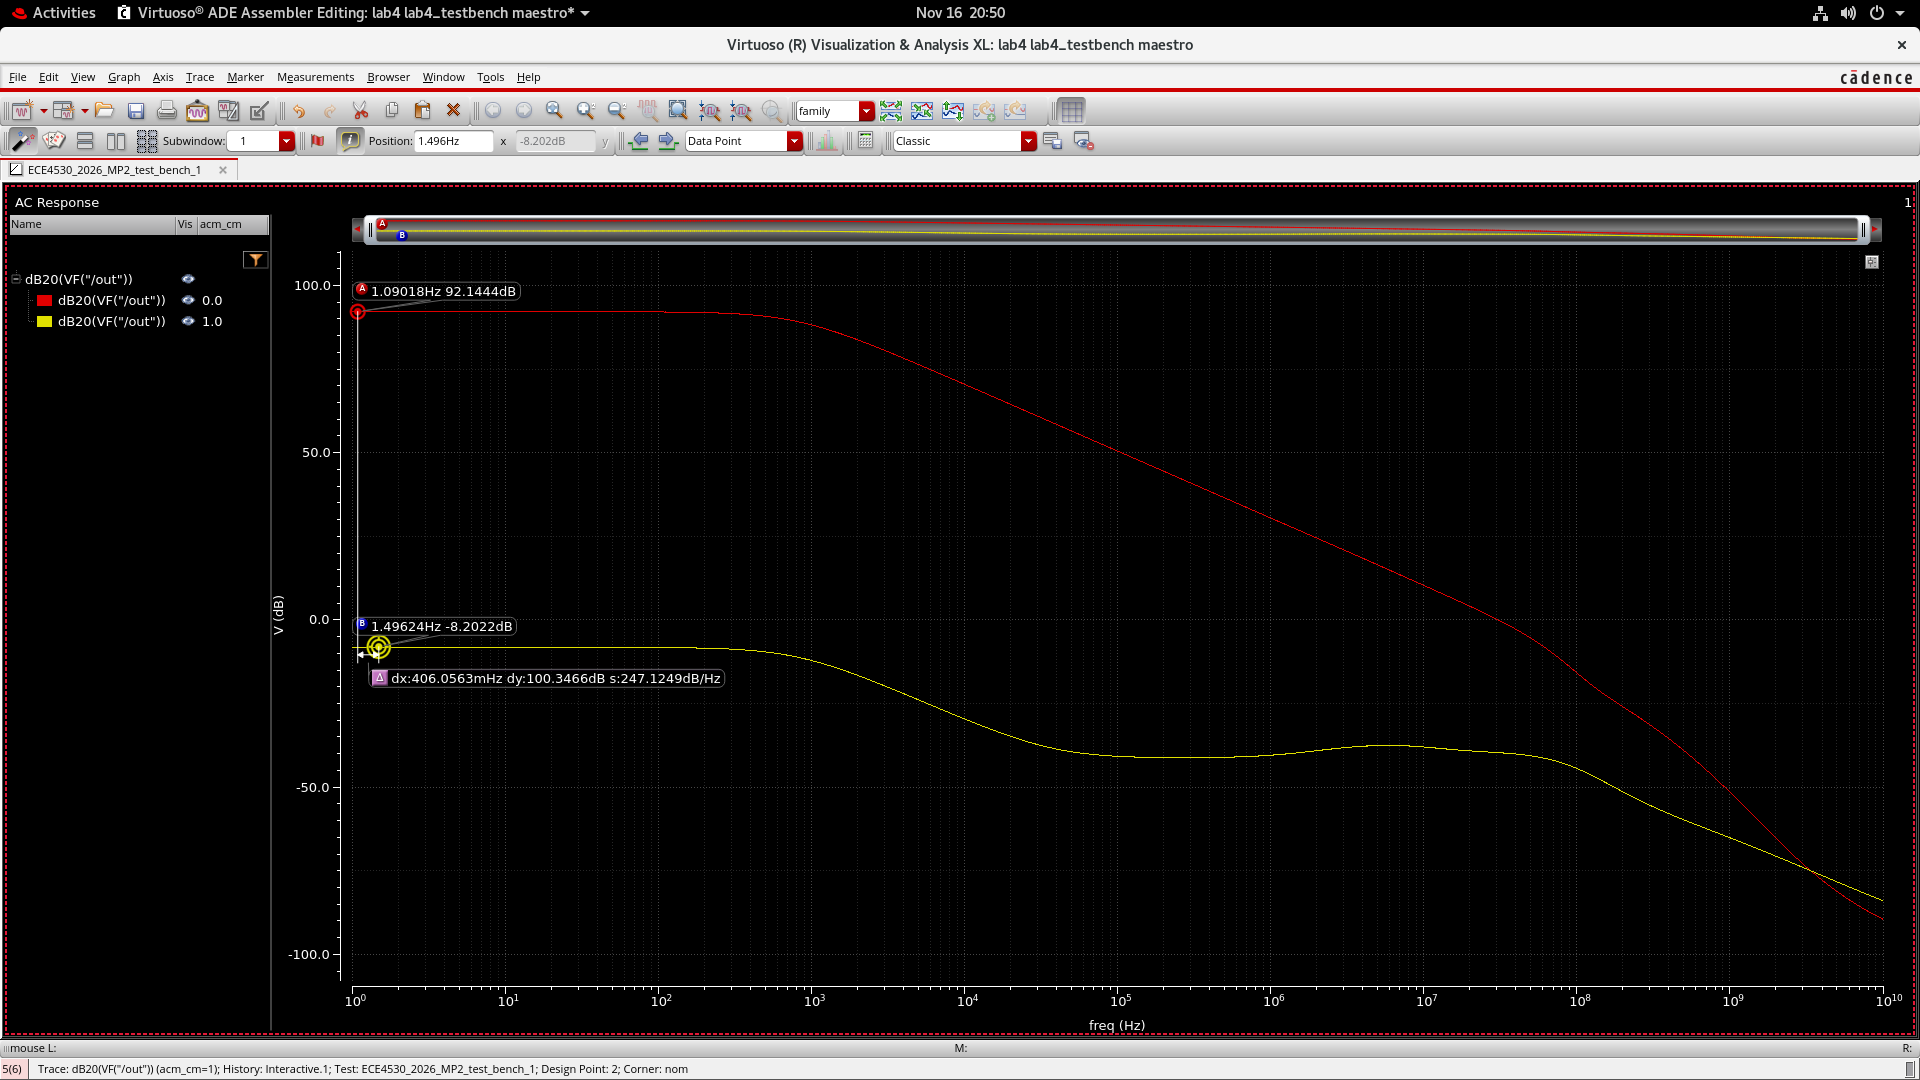 Activities
Virtuoso® ADE Assembler Editing: lab4 lab4_testbench maestro*
Nov 16 20:50
Virtuoso (R) Visualization & Analysis XL: lab4 lab4_testbench maestro
×
File Edit View Graph Axis Trace Marker Measurements Browser Window Tools Help
cādence
family
Subwindow: 1
Position: 1.496Hz x -8.202dB y
Data Point
Classic
ECE4530_2026_MP2_test_bench_1 ×
AC Response
1
Name Vis acm_cm
dB20(VF("/out"))
dB20(VF("/out")) 0.0
dB20(VF("/out")) 1.0
A
B
100.0
50.0
0.0
-50.0
-100.0
V (dB)
A 1.09018Hz 92.1444dB
B 1.49624Hz -8.2022dB
Δ dx:406.0563mHz dy:100.3466dB s:247.1249dB/Hz
10⁰ 10¹ 10² 10³ 10⁴ 10⁵ 10⁶ 10⁷ 10⁸ 10⁹ 10¹⁰
freq (Hz)
mouse L: M: R:
5(6) Trace: dB20(VF("/out")) (acm_cm=1); History: Interactive.1; Test: ECE4530_2026_MP2_test_bench_1; Design Point: 2; Corner: nom